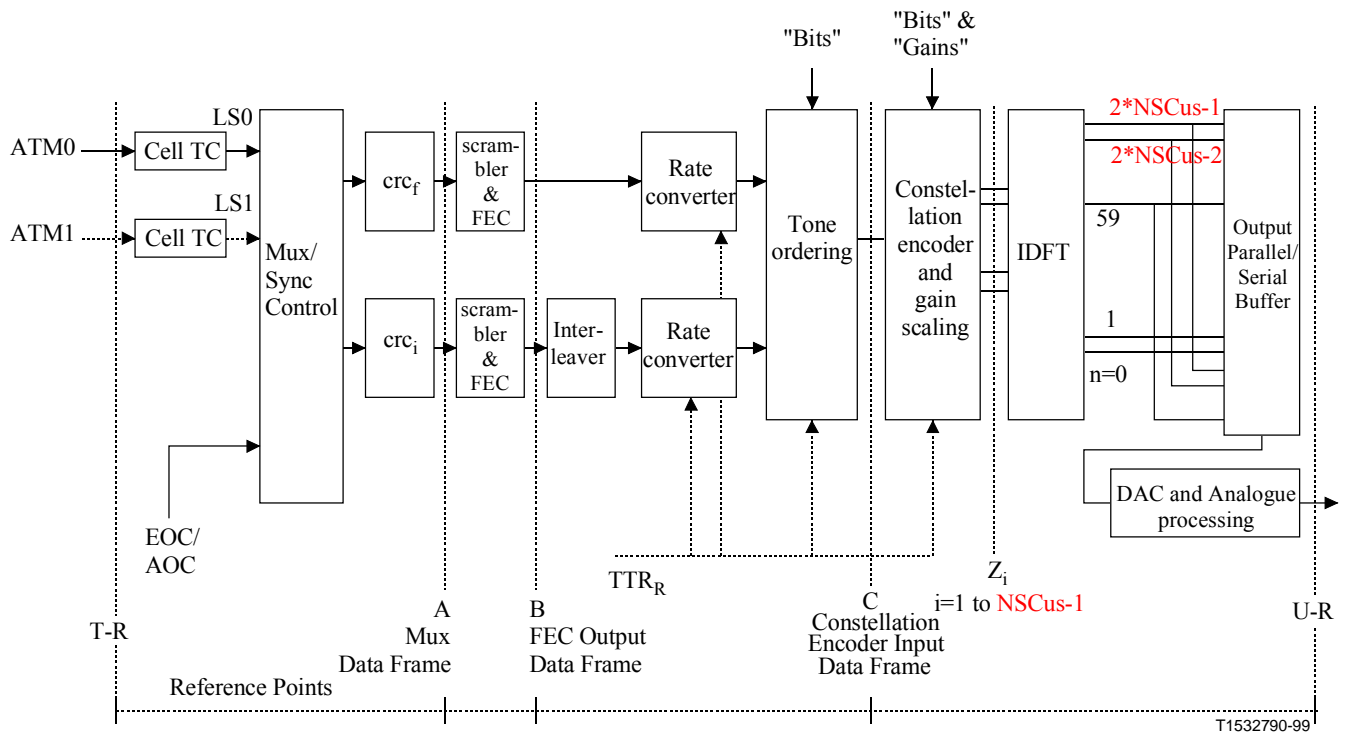 "Bits"
"Bits" &
"Gains"
ATM0
Cell TC
LS0
ATM1
Cell TC
LS1
Mux/
Sync
Control
EOC/
AOC
crcf
scram-
bler
&
FEC
Rate
converter
crci
scram-
bler
&
FEC
Inter-
leaver
Rate
converter
Tone
ordering
Constel-
lation
encoder
and
gain
scaling
IDFT
2*NSCus-1
2*NSCus-2
59
1
n=0
Output
Parallel/
Serial
Buffer
DAC and Analogue
processing
TTRR
Zi
i=1 to NSCus-1
T-R
A
Mux
Data Frame
B
FEC Output
Data Frame
C
Constellation
Encoder Input
Data Frame
U-R
Reference Points
T1532790-99